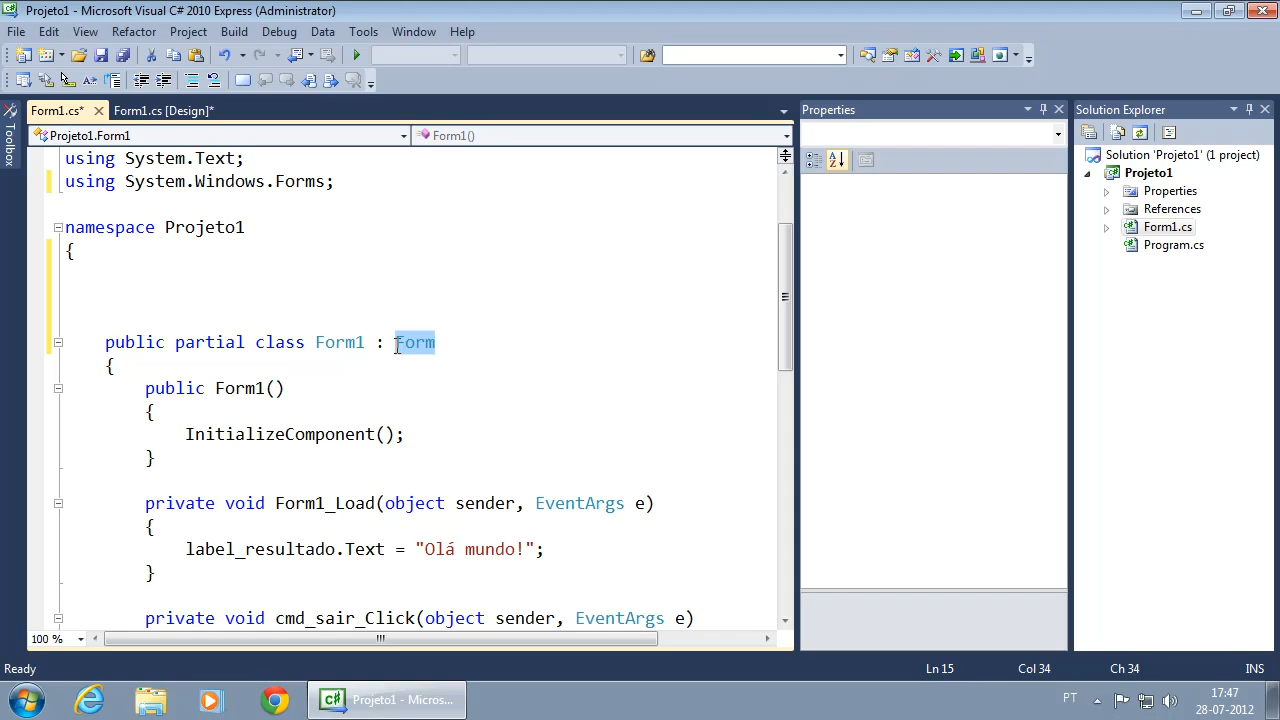 Projeto1 - Microsoft Visual C# 2010 Express (Administrator)
File Edit View Refactor Project Build Debug Data Tools Window Help
Form1.cs* Form1.cs [Design]* Properties Solution Explorer
Projeto1.Form1 Form1()
Toolbox
using System.Text;
using System.Windows.Forms;
namespace Projeto1
{
public partial class Form1 : Form
{
public Form1()
{
InitializeComponent();
}
private void Form1_Load(object sender, EventArgs e)
{
label_resultado.Text = "Olá mundo!";
}
private void cmd_sair_Click(object sender, EventArgs e)
100 %
Solution 'Projeto1' (1 project)
Projeto1
Properties
References
Form1.cs
Program.cs
Ready Ln 15 Col 34 Ch 34 INS
Projeto1 - Micros...
PT
17:47
28-07-2012